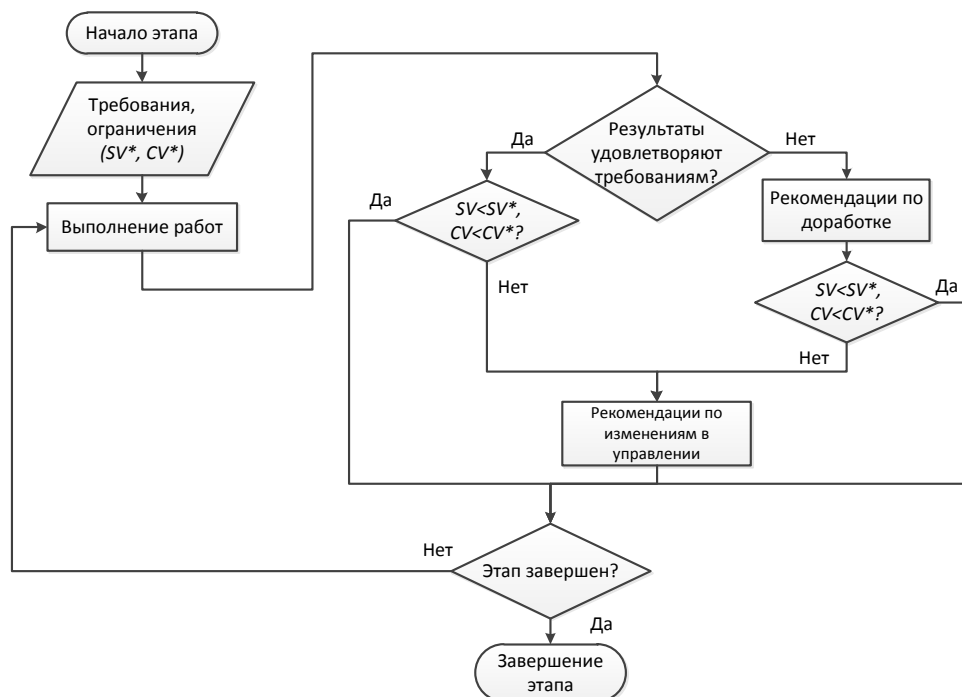 Начало этапа
Требования,
ограничения
(SV*, CV*)
Выполнение работ
Результаты
удовлетворяют
требованиям?
Да
Нет
SV<SV*,
CV<CV*?
Да
Нет
Рекомендации по
доработке
SV<SV*,
CV<CV*?
Да
Нет
Рекомендации по
изменениям в
управлении
Этап завершен?
Нет
Да
Завершение
этапа